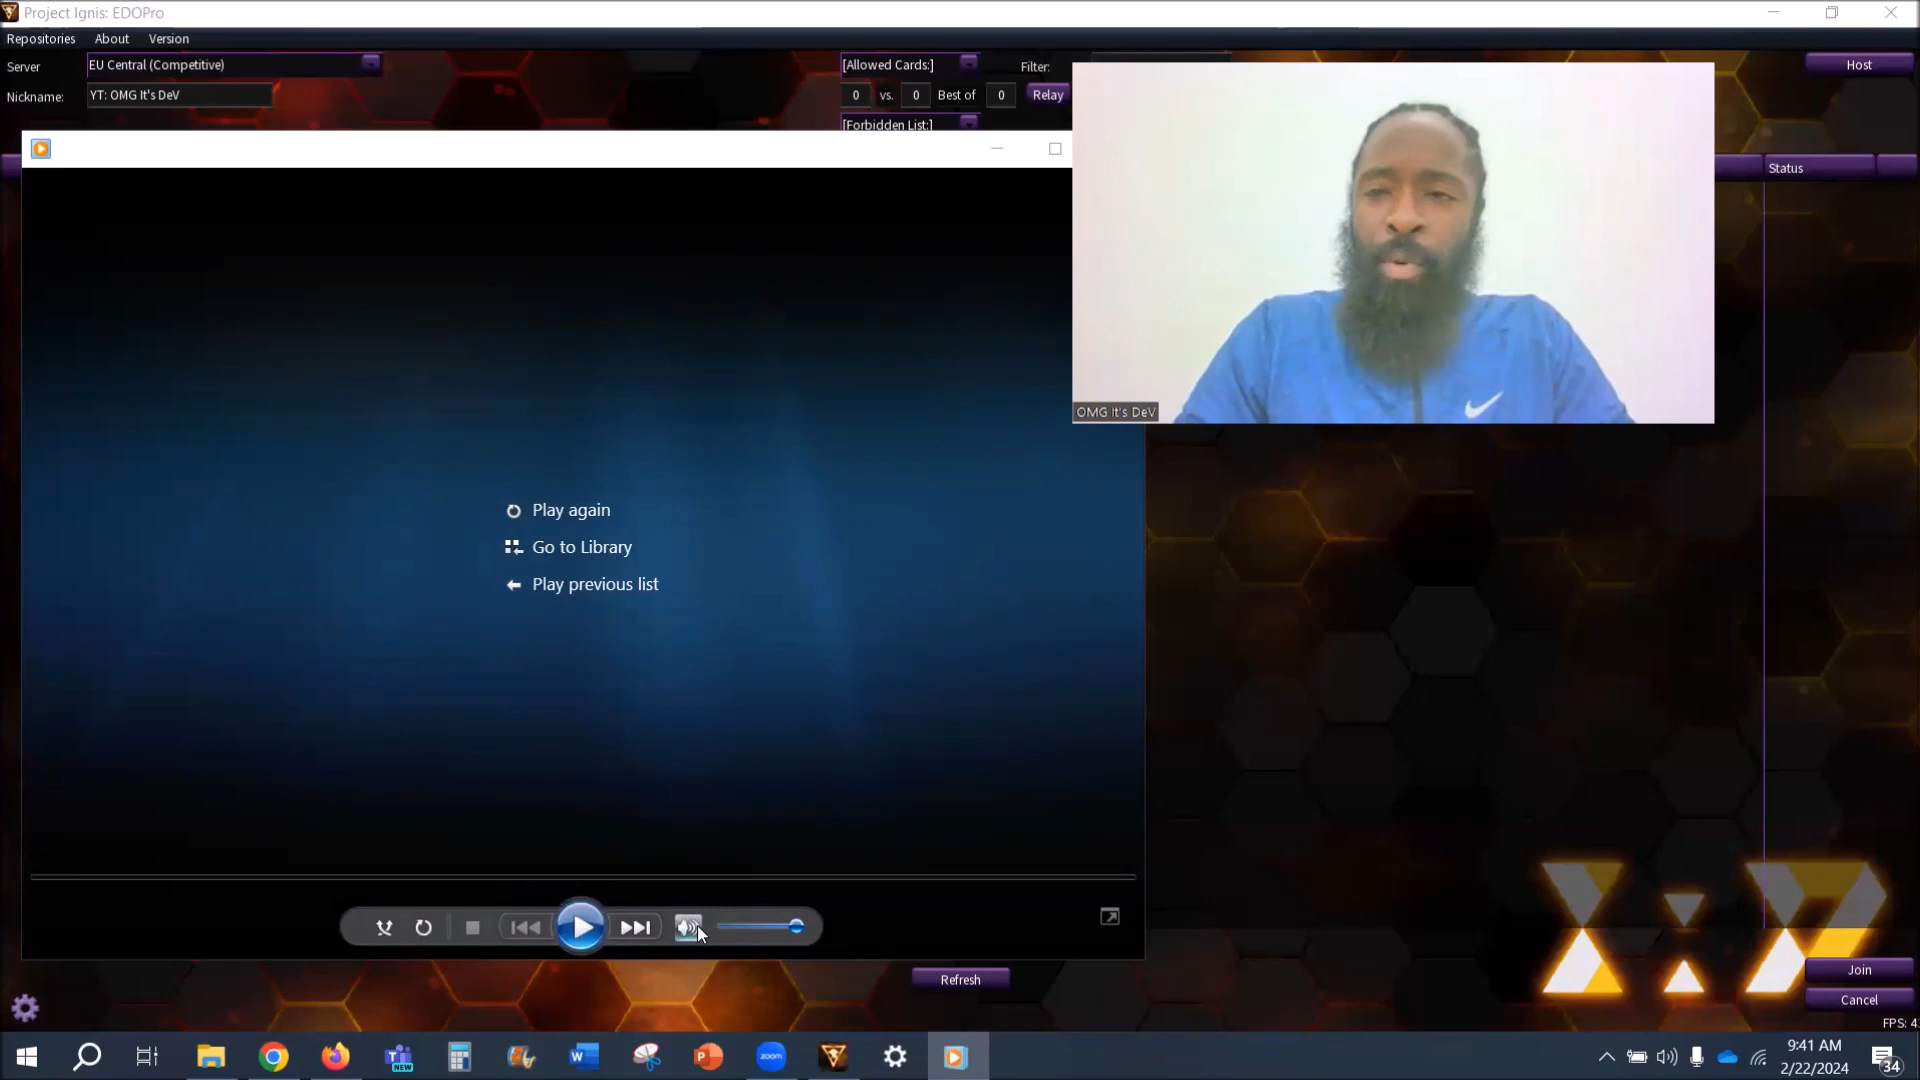 Project Ignis: EDOPro
Repositories About Version
Server EU Central (Competitive) [Allowed Cards:] Filter: Host
Nickname: YT: OMG It's DeV 0 vs. 0 Best of 0 Relay
[Forbidden List:]
Status
OMG It's DeV
Play again
Go to Library
Play previous list
Refresh
Join
Cancel
FPS: 4
NEW
zoom
9:41 AM
2/22/2024
34